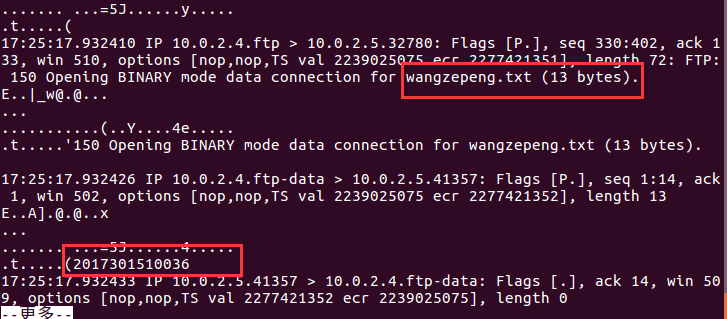 ....... ...=5J......y.....
.t.....(
17:25:17.932410 IP 10.0.2.4.ftp > 10.0.2.5.32780: Flags [P.], seq 330:402, ack 1
33, win 510, options [nop,nop,TS val 2239025075 ecr 2277421351], length 72: FTP:
 150 Opening BINARY mode data connection for wangzepeng.txt (13 bytes).
E..|_w@.@...
...
...........(..Y....4e.....
.t.....'150 Opening BINARY mode data connection for wangzepeng.txt (13 bytes).
17:25:17.932426 IP 10.0.2.4.ftp-data > 10.0.2.5.41357: Flags [P.], seq 1:14, ack
 1, win 502, options [nop,nop,TS val 2239025075 ecr 2277421352], length 13
E..A].@.@..x
...
....... ...=5J......4.....
.t.....(2017301510036
17:25:17.932433 IP 10.0.2.5.41357 > 10.0.2.4.ftp-data: Flags [.], ack 14, win 50
9, options [nop,nop,TS val 2277421352 ecr 2239025075], length 0
--更多--